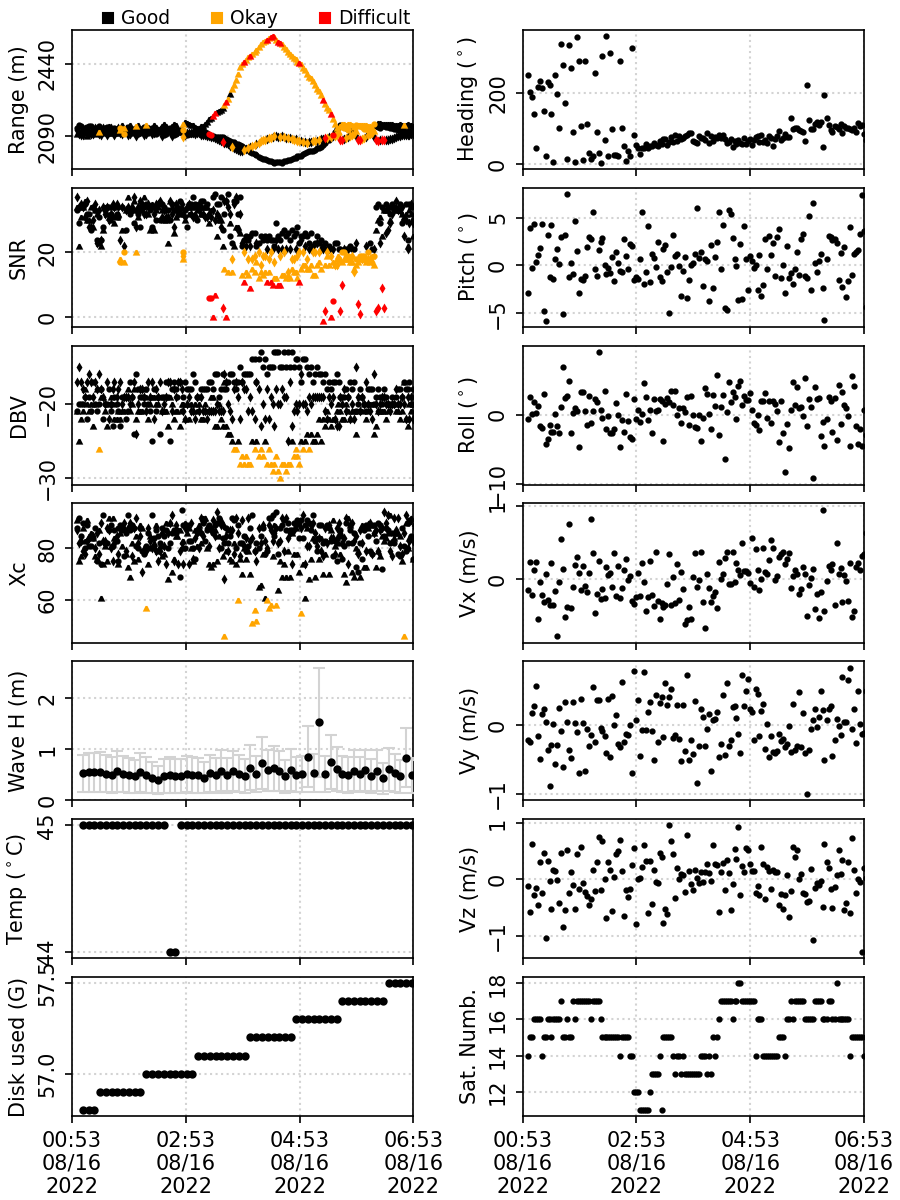 Good Okay Difficult
Range (m)
2440
2090
Heading (°)
200
0
SNR
20
0
Pitch (°)
5
0
−5
DBV
−20
−30
Roll (°)
0
−10
Xc
80
60
Vx (m/s)
1
0
Wave H (m)
2
1
0
Vy (m/s)
0
−1
Temp (°C)
45
44
Vz (m/s)
1
0
−1
Disk used (G)
57.5
57.0
Sat. Numb.
18
16
14
12
00:53 02:53 04:53 06:53 00:53 02:53 04:53 06:53
08/16 08/16 08/16 08/16 08/16 08/16 08/16 08/16
2022 2022 2022 2022 2022 2022 2022 2022